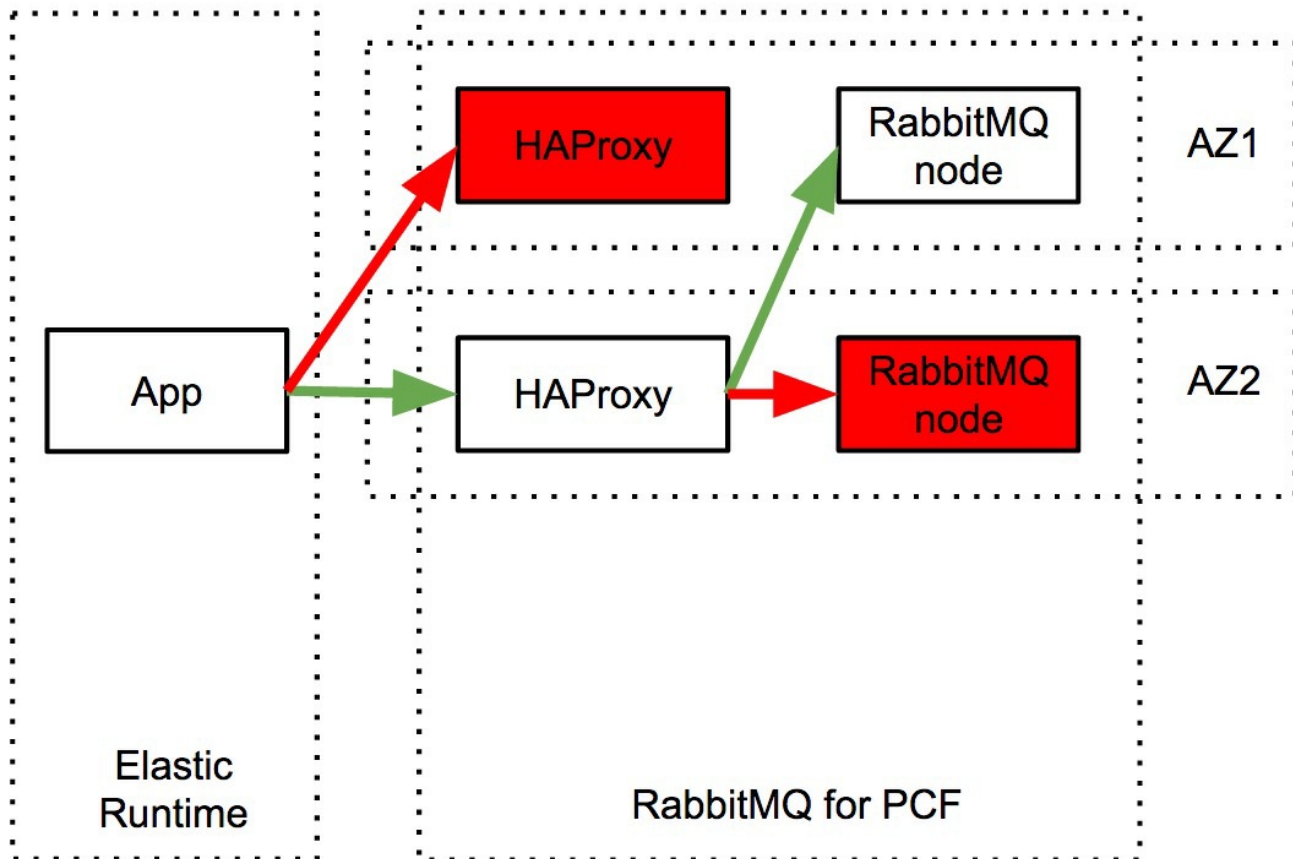 HAProxy
RabbitMQ
node
AZ1
App
HAProxy
RabbitMQ
node
AZ2
Elastic
Runtime
RabbitMQ for PCF